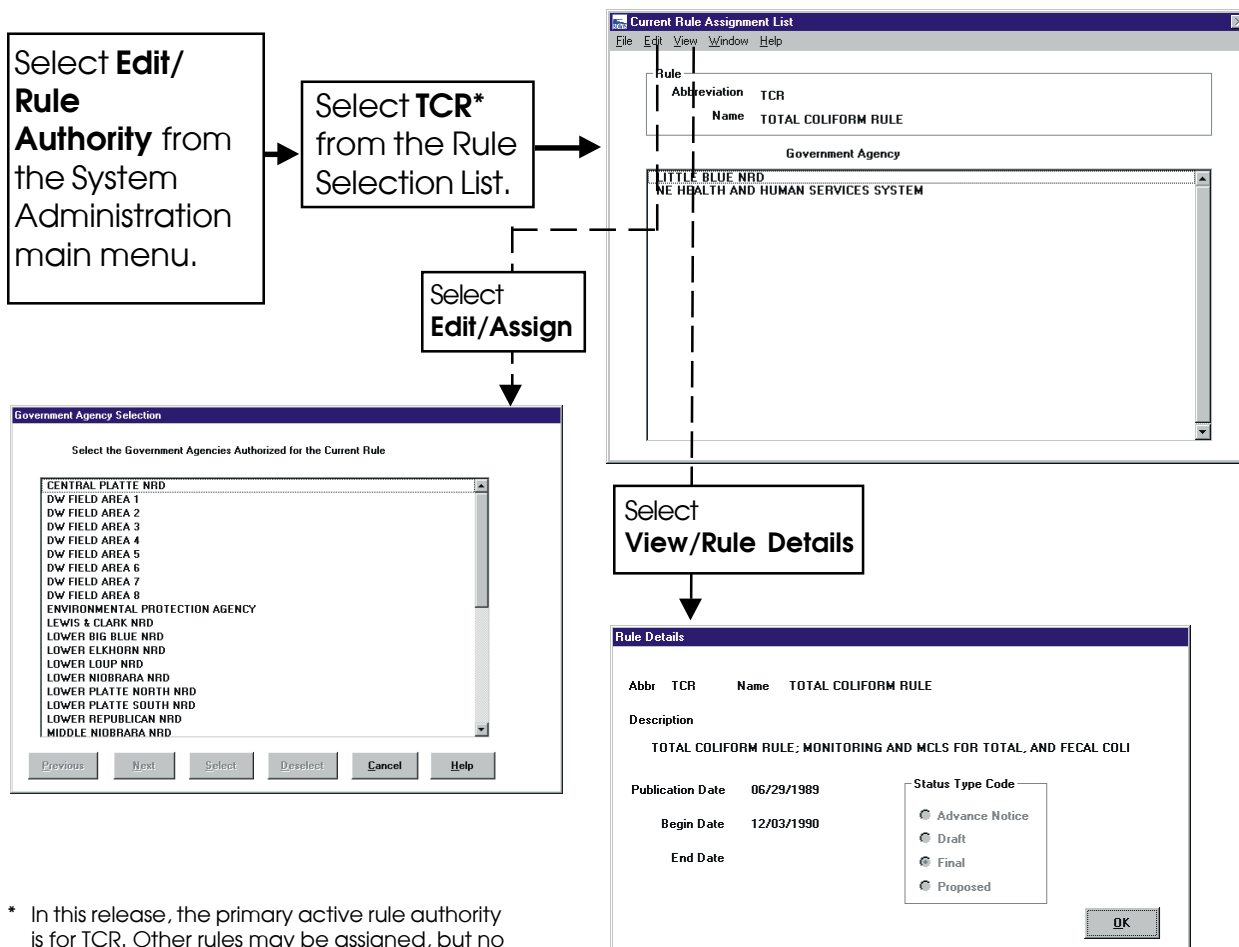 Select Edit/
Rule
Authority from
the System
Administration
main menu.
Select TCR*
from the Rule
Selection List.
Current Rule Assignment List
File Edit View Window Help
Rule
Abbreviation TCR
Name TOTAL COLIFORM RULE
Government Agency
LITTLE BLUE NRD
NE HEALTH AND HUMAN SERVICES SYSTEM
Select
Edit/Assign
Government Agency Selection
Select the Government Agencies Authorized for the Current Rule
CENTRAL PLATTE NRD
DW FIELD AREA 1
DW FIELD AREA 2
DW FIELD AREA 3
DW FIELD AREA 4
DW FIELD AREA 5
DW FIELD AREA 6
DW FIELD AREA 7
DW FIELD AREA 8
ENVIRONMENTAL PROTECTION AGENCY
LEWIS & CLARK NRD
LOWER BIG BLUE NRD
LOWER ELKHORN NRD
LOWER LOUP NRD
LOWER NIOBRARA NRD
LOWER PLATTE NORTH NRD
LOWER PLATTE SOUTH NRD
LOWER REPUBLICAN NRD
MIDDLE NIOBRARA NRD
Previous Next Select Deselect Cancel Help
Select
View/Rule Details
Rule Details
Abbr TCR Name TOTAL COLIFORM RULE
Description
TOTAL COLIFORM RULE; MONITORING AND MCLS FOR TOTAL, AND FECAL COLI
Publication Date 06/29/1989
Begin Date 12/03/1990
End Date
Status Type Code
Advance Notice
Draft
Final
Proposed
OK
* In this release, the primary active rule authority
is for TCR. Other rules may be assigned, but no